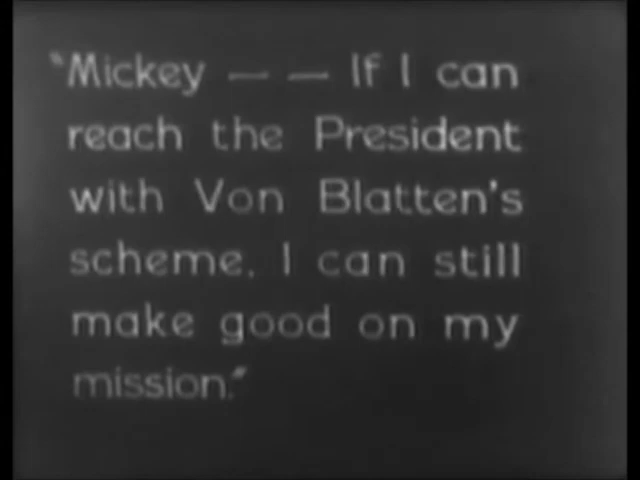 "Mickey — — If I can
reach the President
with Von Blatten's
scheme, I can still
make good on my
mission."